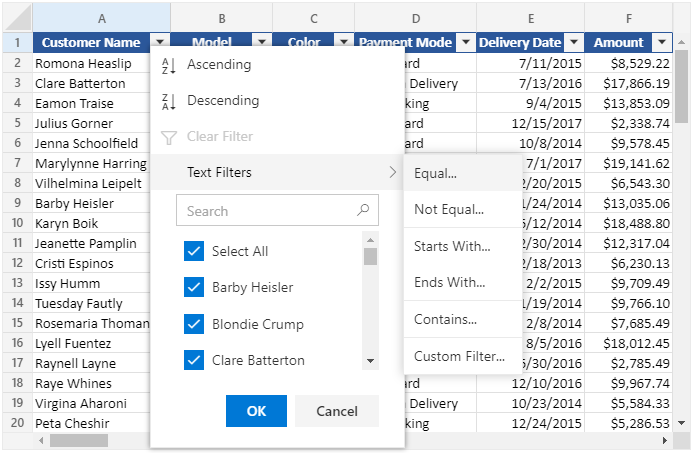 A B C D E F
1 Customer Name Model Color Payment Mode Delivery Date Amount
2 Romona Heaslip Ascending ard 7/11/2015 $8,529.22
3 Clare Batterton Delivery 7/13/2016 $17,866.19
4 Eamon Traise Descending king 9/4/2015 $13,853.09
5 Julius Gorner ard 12/15/2017 $2,338.74
6 Jenna Schoolfield Clear Filter 10/8/2014 $9,578.45
7 Marylynne Harring Text Filters Equal... 7/1/2017 $19,141.62
8 Vilhelmina Leipelt 2/20/2015 $6,543.30
9 Barby Heisler Search Not Equal... 1/24/2014 $13,035.06
10 Karyn Boik 5/12/2014 $18,488.80
11 Jeanette Pamplin Select All Starts With... 2/30/2014 $12,317.04
12 Cristi Espinos 2/18/2013 $6,230.13
13 Issy Humm Barby Heisler Ends With... 2/2/2015 $9,709.49
14 Tuesday Fautly 1/19/2014 $9,766.10
15 Rosemaria Thoman Blondie Crump Contains... 2/8/2014 $7,685.49
16 Lyell Fuentez 8/5/2016 $18,012.45
17 Raynell Layne Clare Batterton Custom Filter... 5/30/2016 $2,785.49
18 Raye Whines ard 12/10/2016 $9,967.74
19 Virgina Aharoni OK Cancel Delivery 10/23/2014 $5,584.33
20 Peta Cheshir king 12/24/2015 $5,286.53